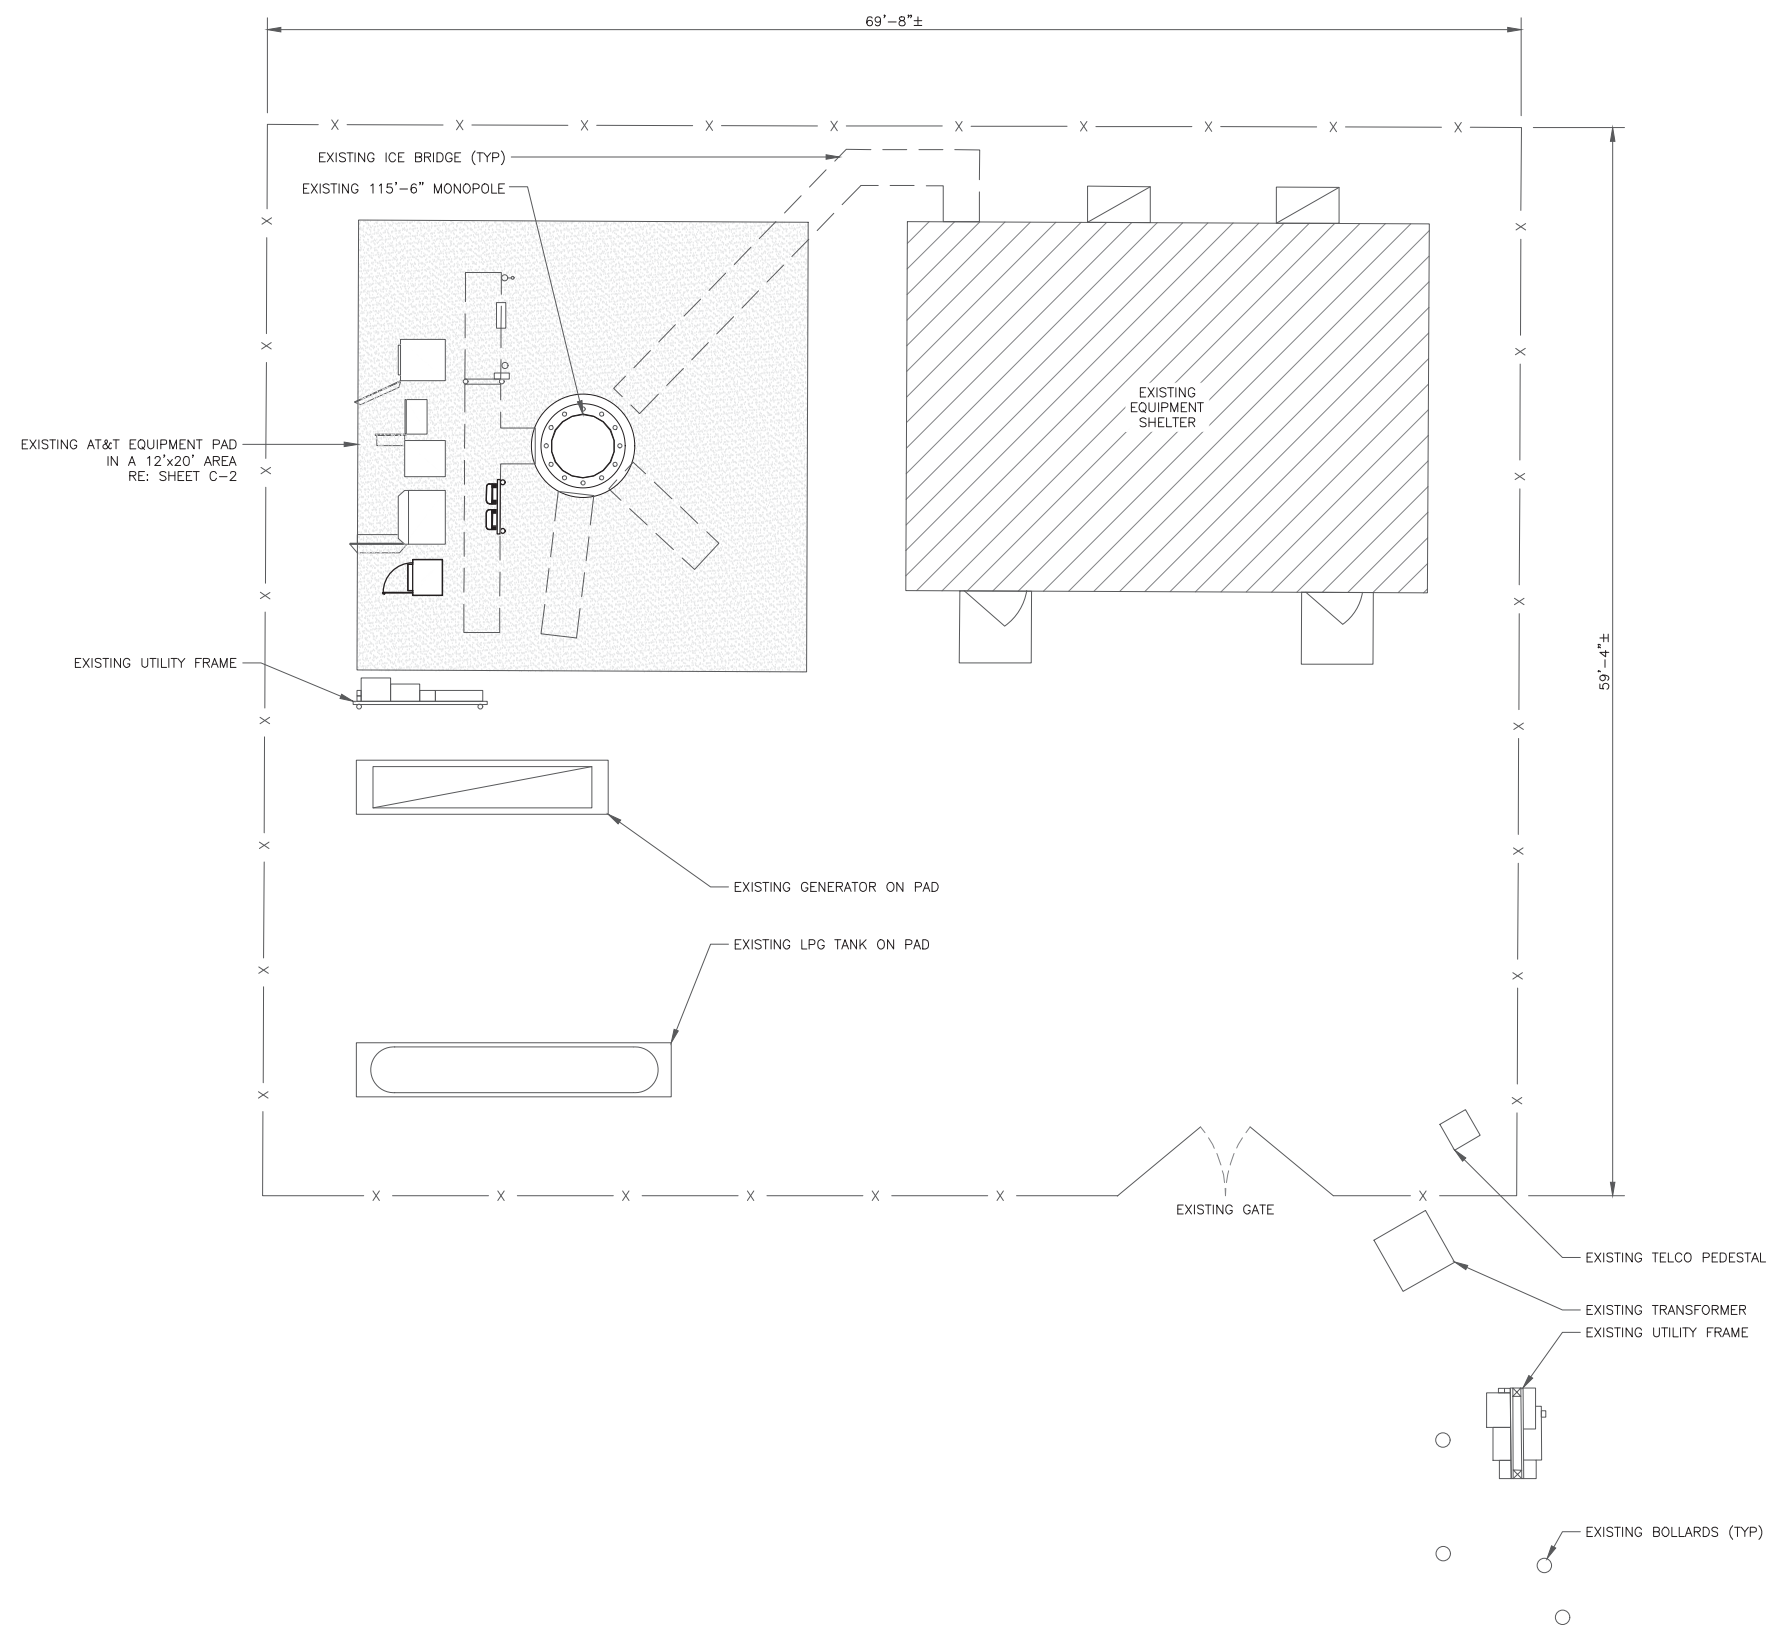 69'-8"±
EXISTING ICE BRIDGE (TYP)
EXISTING 115'-6" MONOPOLE
EXISTING
EQUIPMENT
SHELTER
EXISTING AT&T EQUIPMENT PAD
IN A 12'x20' AREA
RE: SHEET C-2
EXISTING UTILITY FRAME
59'-4"±
EXISTING GENERATOR ON PAD
EXISTING LPG TANK ON PAD
EXISTING GATE
EXISTING TELCO PEDESTAL
EXISTING TRANSFORMER
EXISTING UTILITY FRAME
EXISTING BOLLARDS (TYP)